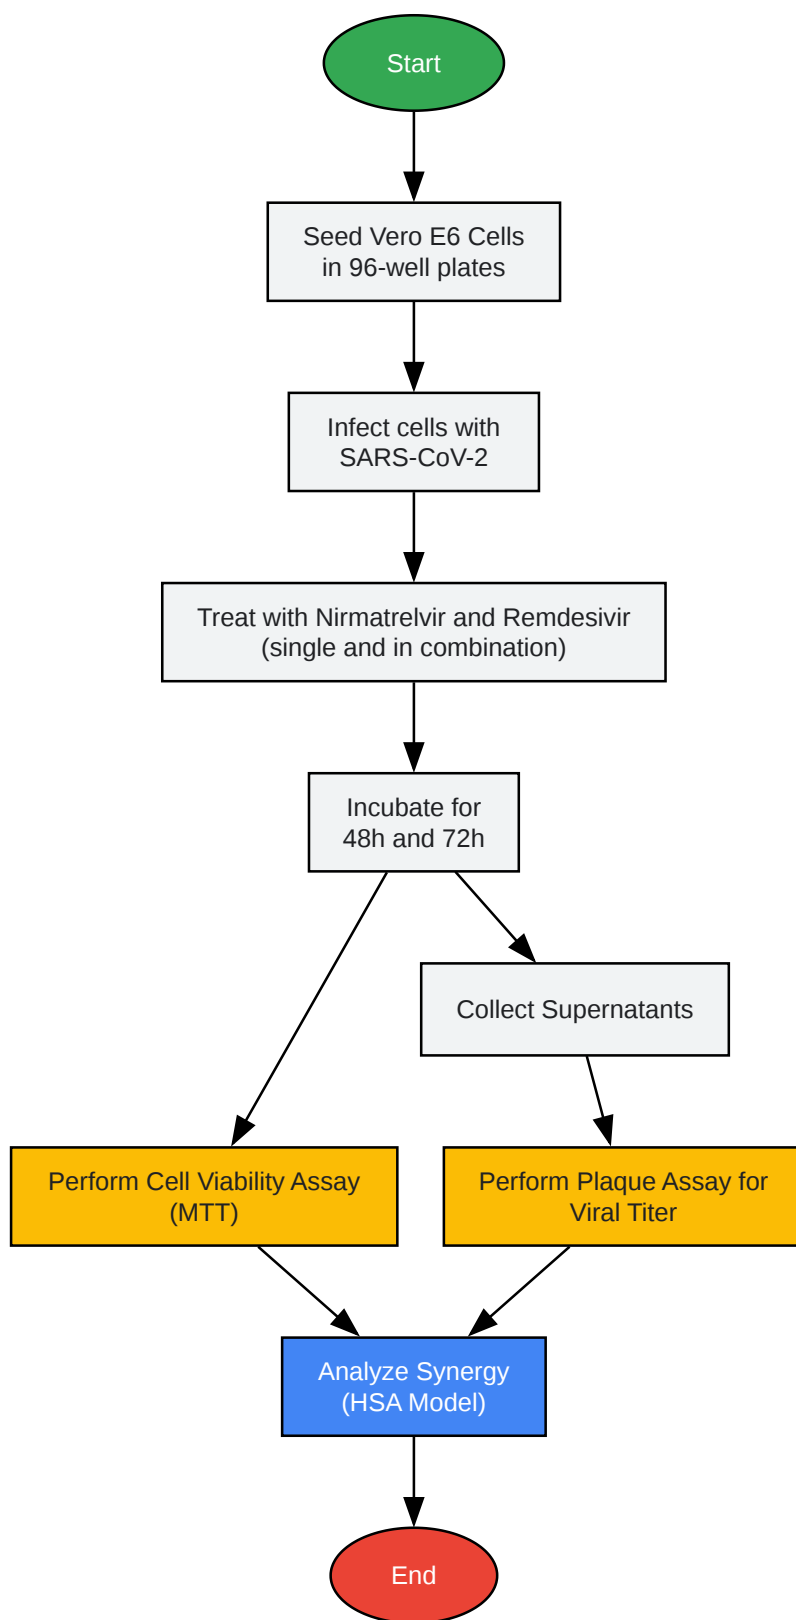 Start
Seed Vero E6 Cells
in 96-well plates
Infect cells with
SARS-CoV-2
Treat with Nirmatrelvir and Remdesivir
(single and in combination)
Incubate for
48h and 72h
Collect Supernatants
Perform Cell Viability Assay
(MTT)
Perform Plaque Assay for
Viral Titer
Analyze Synergy
(HSA Model)
End